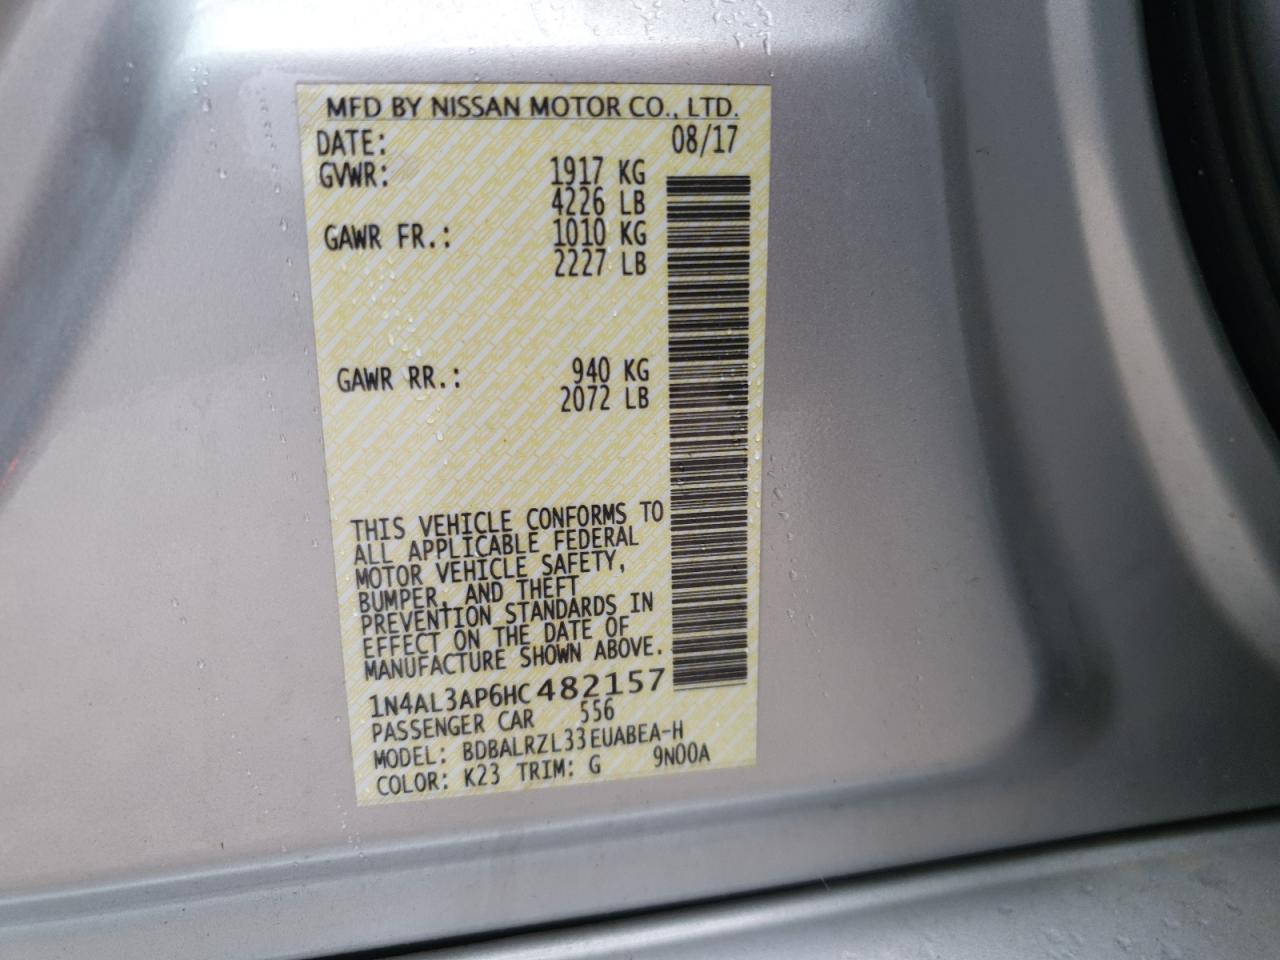 MFD BY NISSAN MOTOR CO., LTD.
DATE: 08/17
GVWR: 1917 KG
4226 LB
GAWR FR.: 1010 KG
2227 LB
GAWR RR.: 940 KG
2072 LB
THIS VEHICLE CONFORMS TO
ALL APPLICABLE FEDERAL
MOTOR VEHICLE SAFETY,
BUMPER, AND THEFT
PREVENTION STANDARDS IN
EFFECT ON THE DATE OF
MANUFACTURE SHOWN ABOVE.
1N4AL3AP6HC482157
PASSENGER CAR 556
MODEL: BDBALRZL33EUABEA-H
COLOR: K23 TRIM: G 9N00A